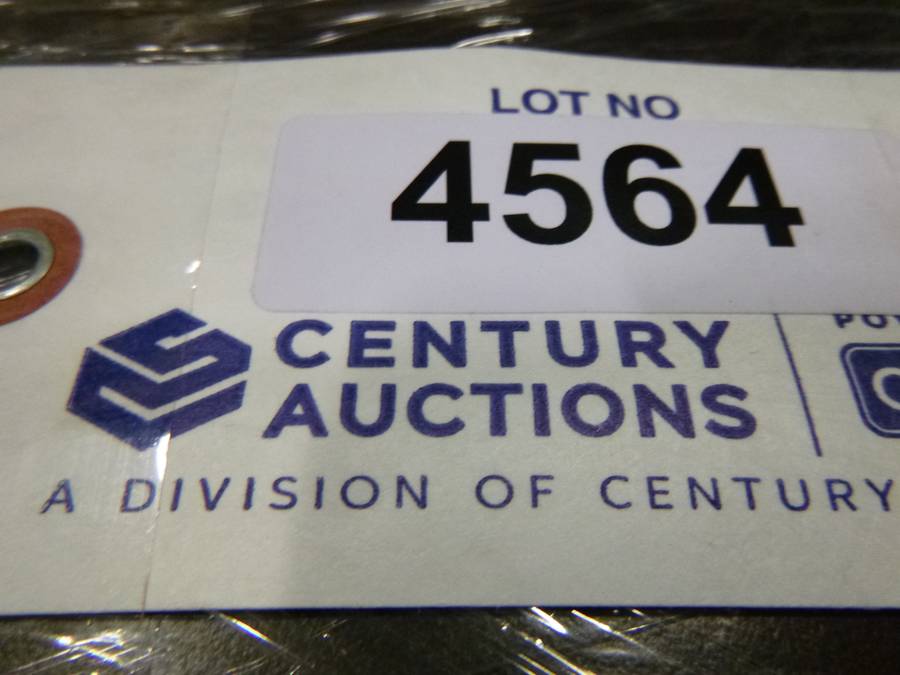 LOT NO
4564
CENTURY
AUCTIONS
A DIVISION OF CENTURY